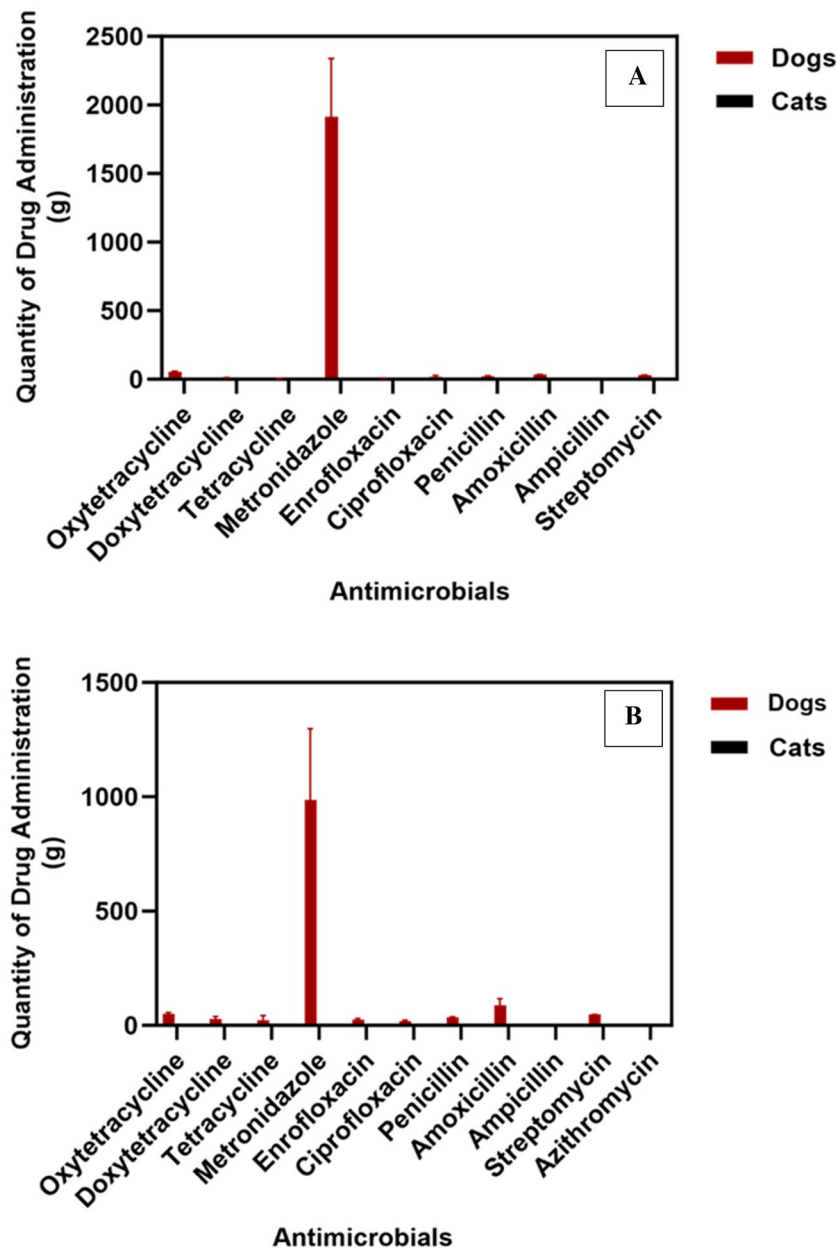 Quantity of Drug Administration
(g)
2500
2000
1500
1000
500
0
A
Dogs
Cats
Oxytetracycline
Doxytetracycline
Tetracycline
Metronidazole
Enrofloxacin
Ciprofloxacin
Penicillin
Amoxicillin
Ampicillin
Streptomycin
Antimicrobials
Quantity of Drug Administration
(g)
1500
1000
500
0
B
Dogs
Cats
Oxytetracycline
Doxytetracycline
Tetracycline
Metronidazole
Enrofloxacin
Ciprofloxacin
Penicillin
Amoxicillin
Ampicillin
Streptomycin
Azithromycin
Antimicrobials